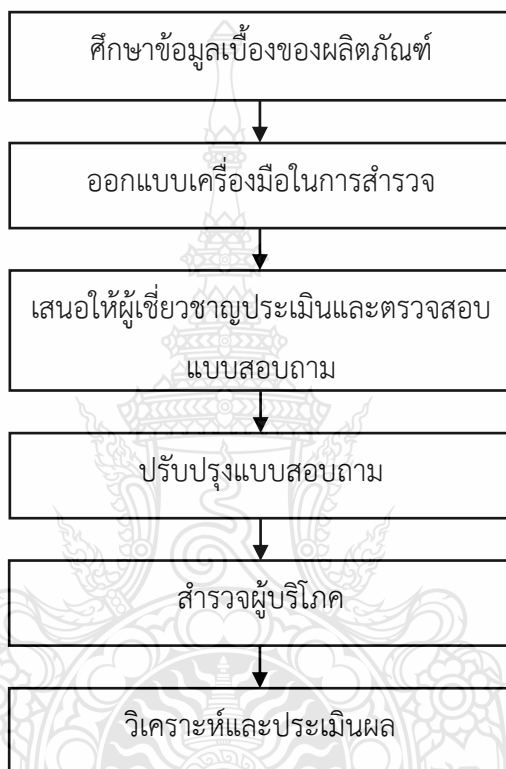 ศึกษาข้อมูลเบื้องของผลิตภัณฑ์
ออกแบบเครื่องมือในการสำรวจ
เสนอให้ผู้เชี่ยวชาญประเมินและตรวจสอบ
แบบสอบถาม
ปรับปรุงแบบสอบถาม
สำรวจผู้บริโภค
วิเคราะห์และประเมินผล